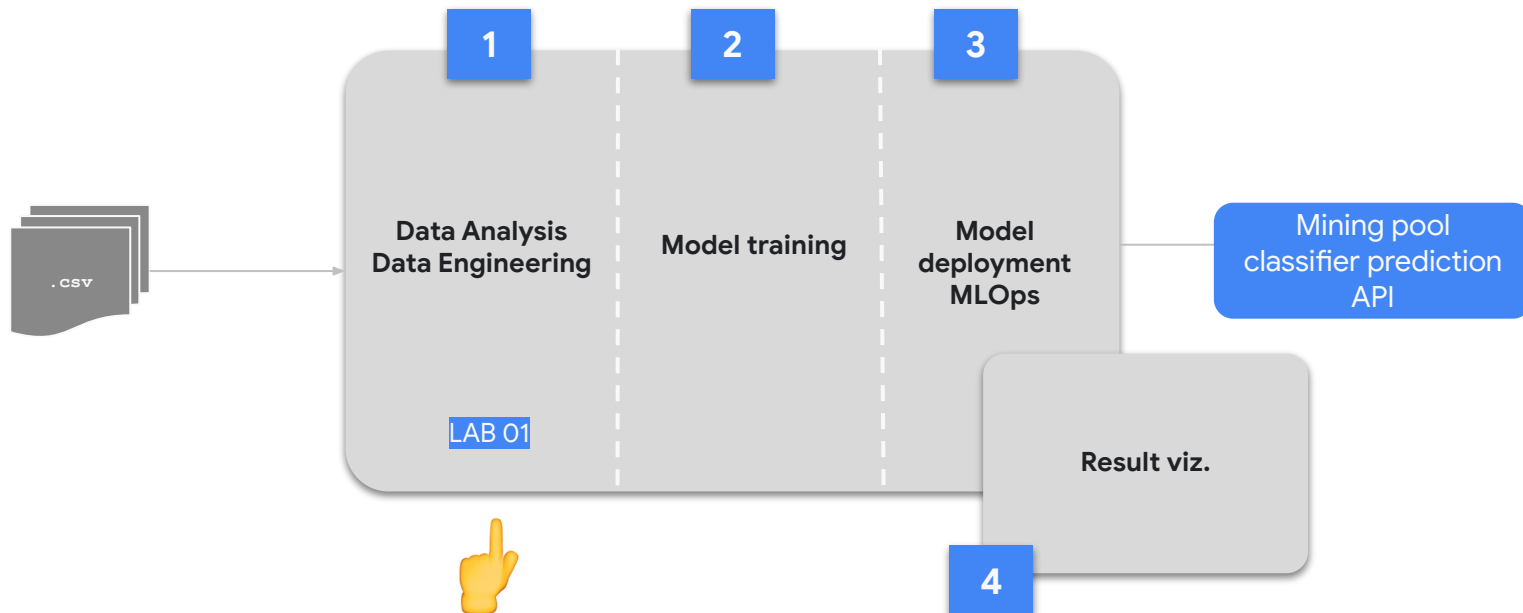 1
2
3
.csv
Data Analysis
Data Engineering
Model training
Model
deployment
MLOps
Mining pool
classifier prediction
API
LAB 01
Result viz.
4